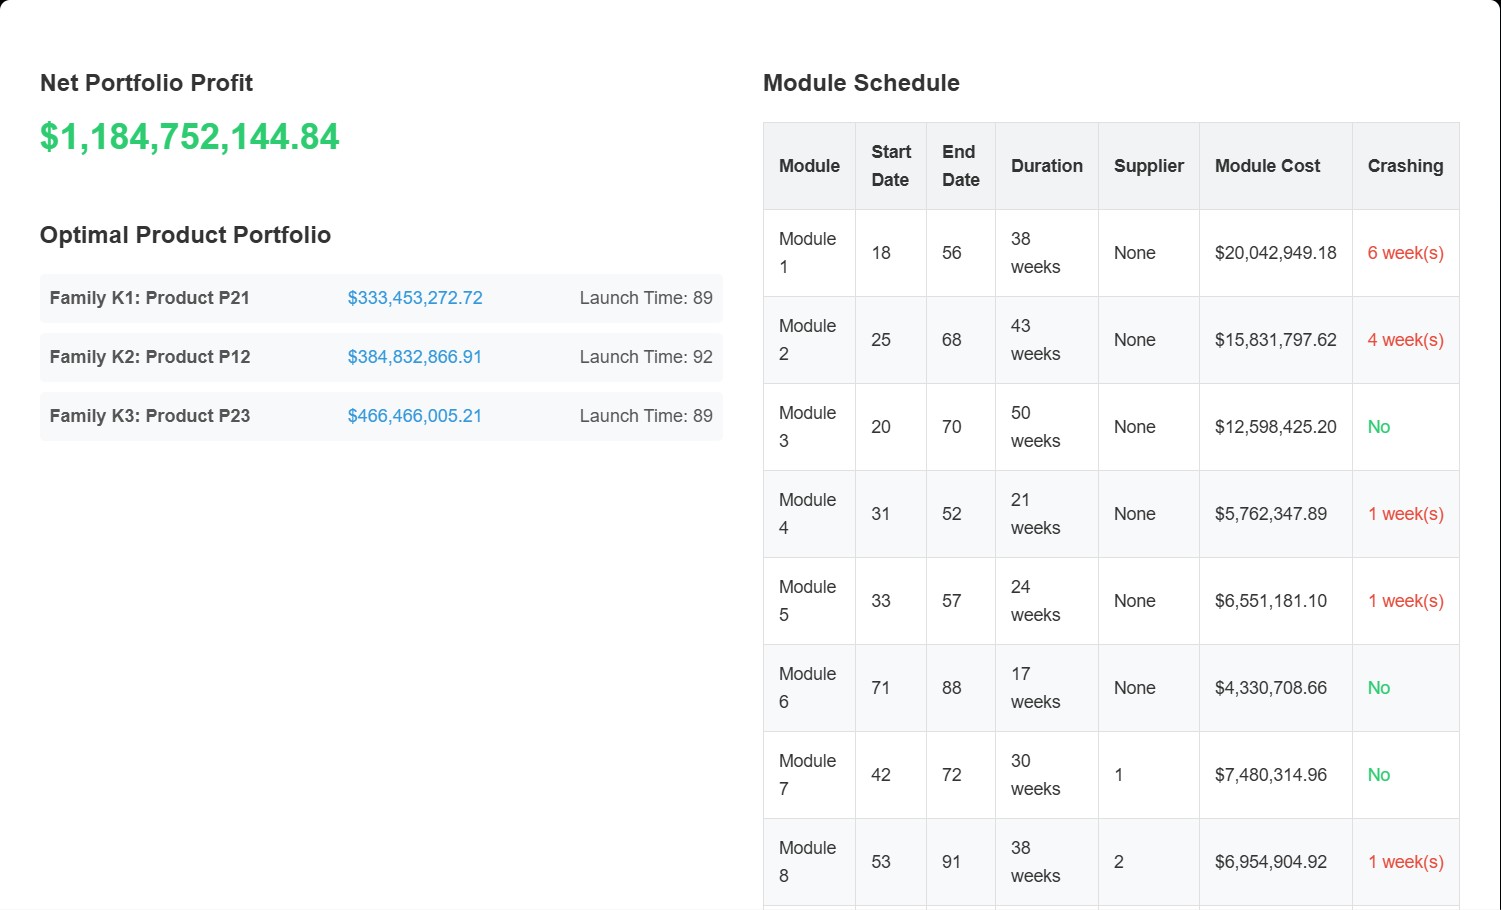 Net Portfolio Profit
$1,184,752,144.84
Optimal Product Portfolio
Family K1: Product P21 $333,453,272.72 Launch Time: 89
Family K2: Product P12 $384,832,866.91 Launch Time: 92
Family K3: Product P23 $466,466,005.21 Launch Time: 89
Module Schedule
Module Start Date End Date Duration Supplier Module Cost Crashing
Module 1 18 56 38 weeks None $20,042,949.18 6 week(s)
Module 2 25 68 43 weeks None $15,831,797.62 4 week(s)
Module 3 20 70 50 weeks None $12,598,425.20 No
Module 4 31 52 21 weeks None $5,762,347.89 1 week(s)
Module 5 33 57 24 weeks None $6,551,181.10 1 week(s)
Module 6 71 88 17 weeks None $4,330,708.66 No
Module 7 42 72 30 weeks 1 $7,480,314.96 No
Module 8 53 91 38 weeks 2 $6,954,904.92 1 week(s)